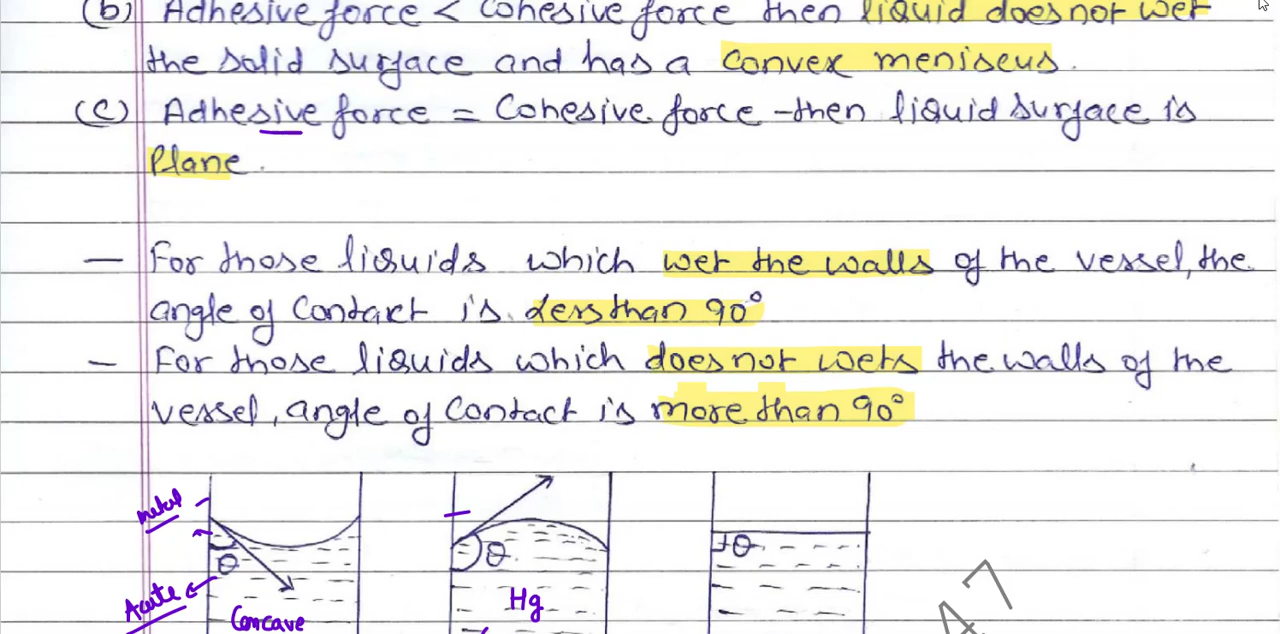 (b) Adhesive force < Cohesive force then liquid does not wet
the solid surface and has a convex meniscus.
(c) Adhesive force = Cohesive force then liquid surface is
Plane.
— For those liquids which wet the walls of the vessel, the
angle of Contact is less than 90°
— For those liquids which does not wets the walls of the
vessel, angle of Contact is more than 90°
metal
θ θ θ
Acute
Concave Hg
47